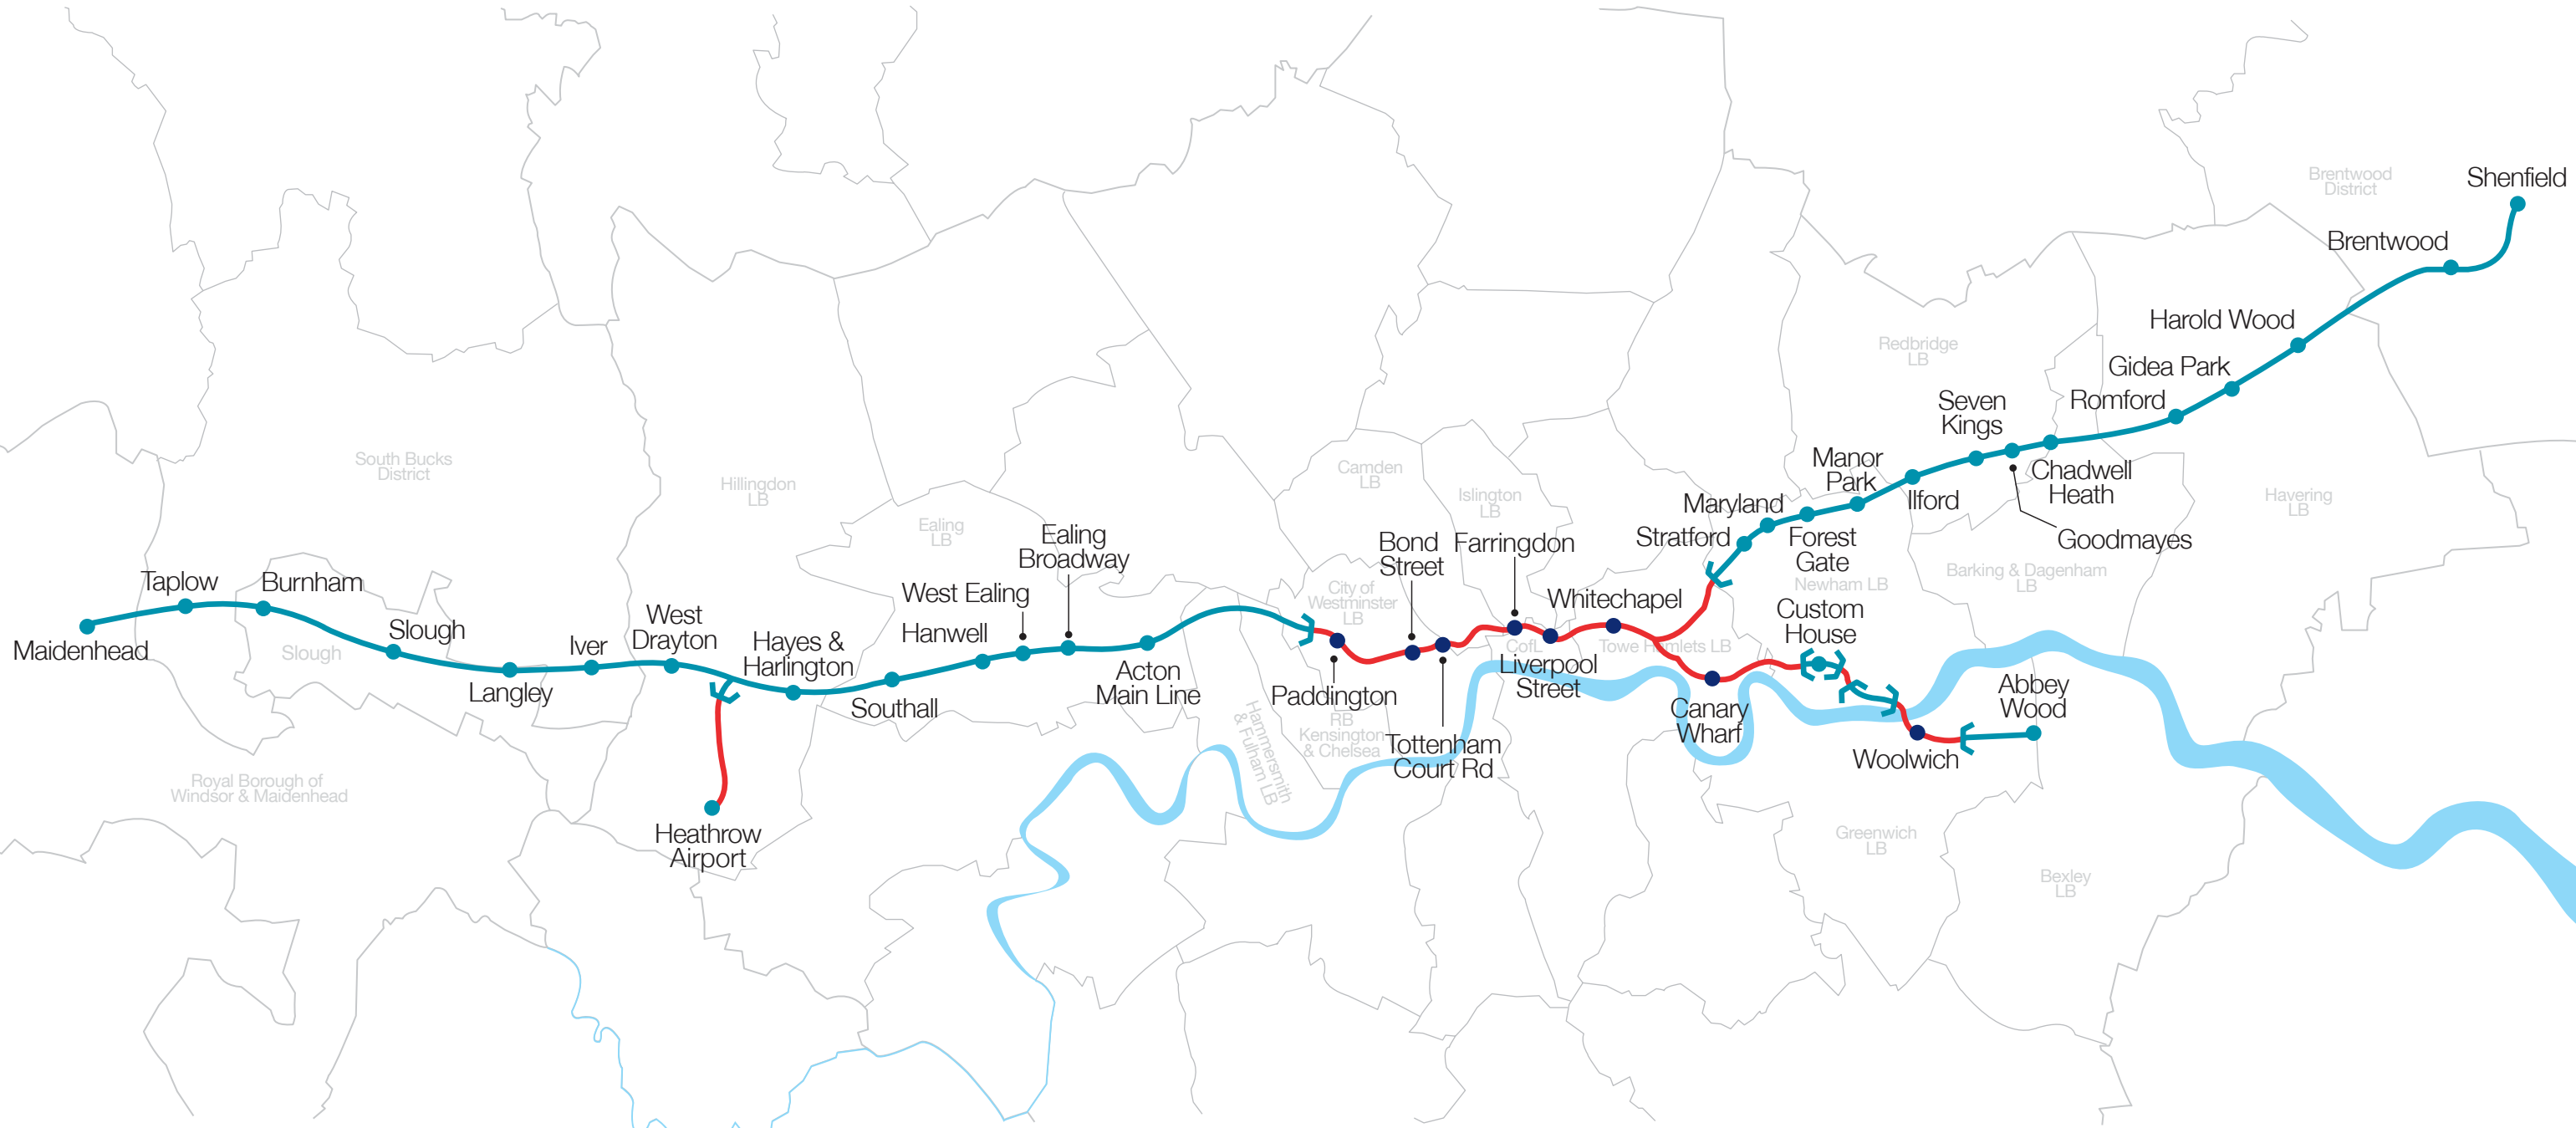 Brentwood
District
Shenfield
Brentwood
Harold Wood
Redbridge
LB
Gidea Park
Romford
Seven
Kings
South Bucks
District
Hillingdon
LB
Camden
LB
Islington
LB
Manor
Park
Chadwell
Heath
Havering
LB
Ilford
Maryland
Ealing
LB
Ealing
Broadway
Bond
Street
Farringdon
Stratford
Forest
Gate
Goodmayes
Taplow
Burnham
West Ealing
City of
Westminster
LB
Whitechapel
Newham LB
Barking & Dagenham
LB
Custom
House
Maidenhead
Slough
Slough
Iver
West
Drayton
Hayes &
Harlington
Hanwell
CofL
Towe Hamlets LB
Langley
Southall
Acton
Main Line
Paddington
Liverpool
Street
Abbey
Wood
RB
Kensington
& Chelsea
Hammersmith
& Fulham LB
Tottenham
Court Rd
Canary
Wharf
Woolwich
Royal Borough of
Windsor & Maidenhead
Heathrow
Airport
Greenwich
LB
Bexley
LB